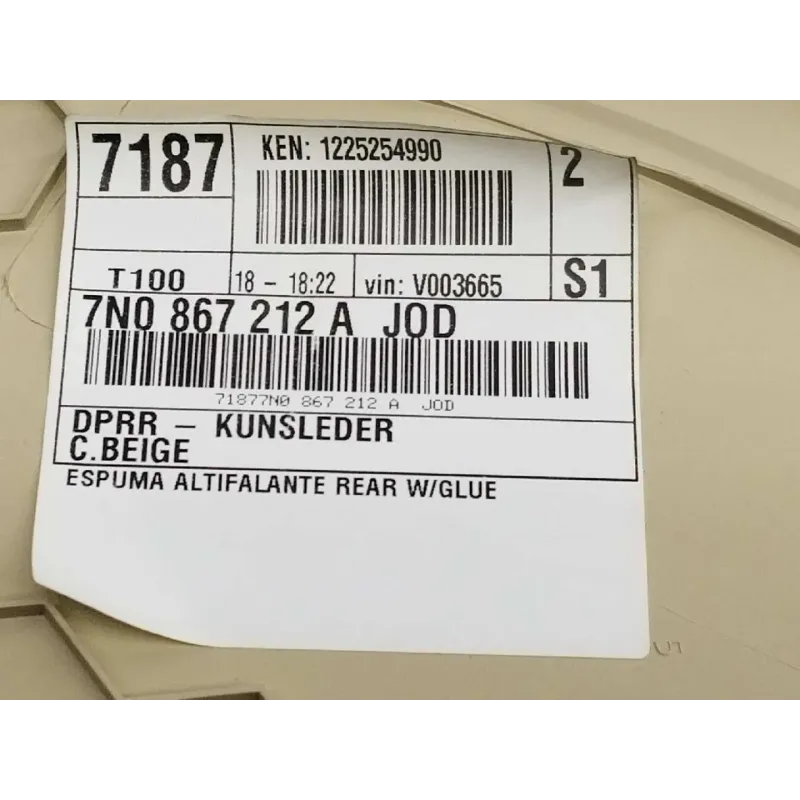 7187
KEN: 1225254990
2
T100
18 - 18:22
vin: V003665
S1
7N0 867 212 A JOD
71877N0 867 212 A JOD
DPRR - KUNSLEDER
C.BEIGE
ESPUMA ALTIFALANTE REAR W/GLUE